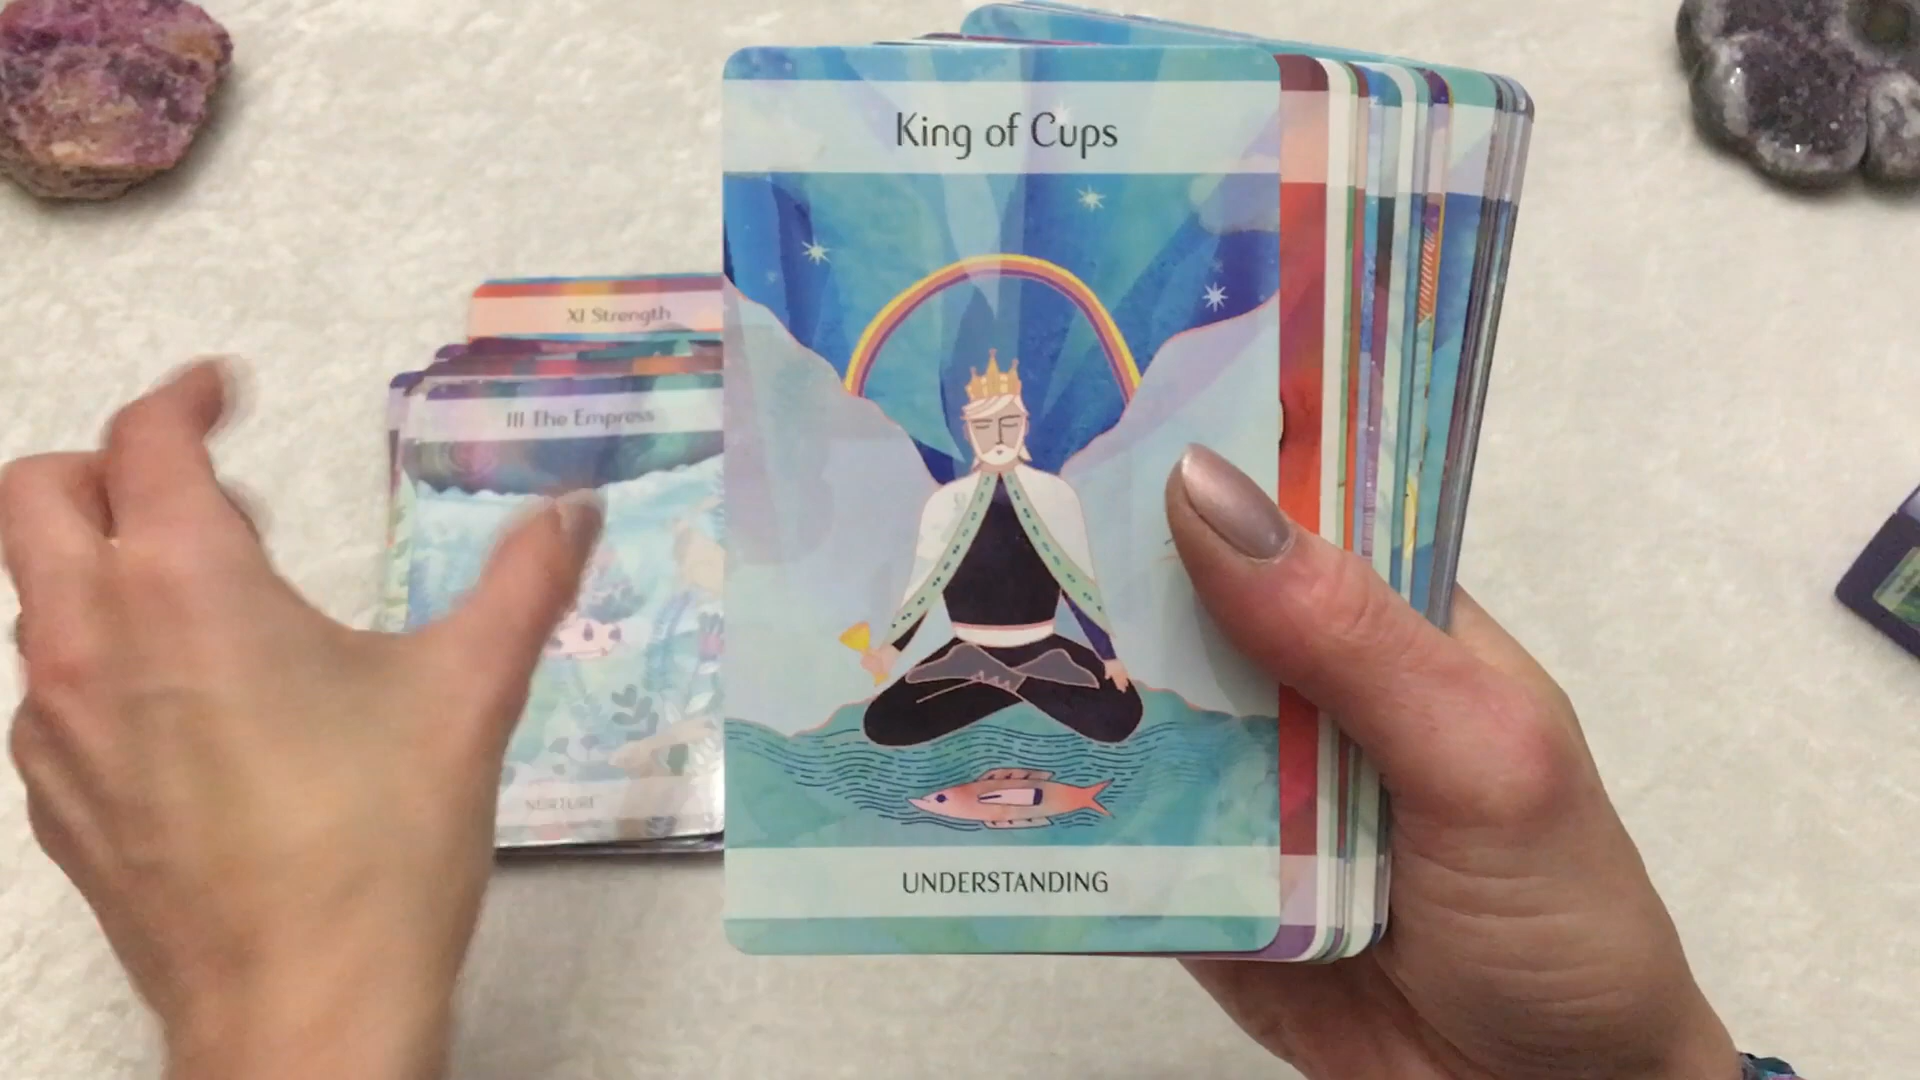 King of Cups
XI Strength
III The Empress
NURTURE
UNDERSTANDING